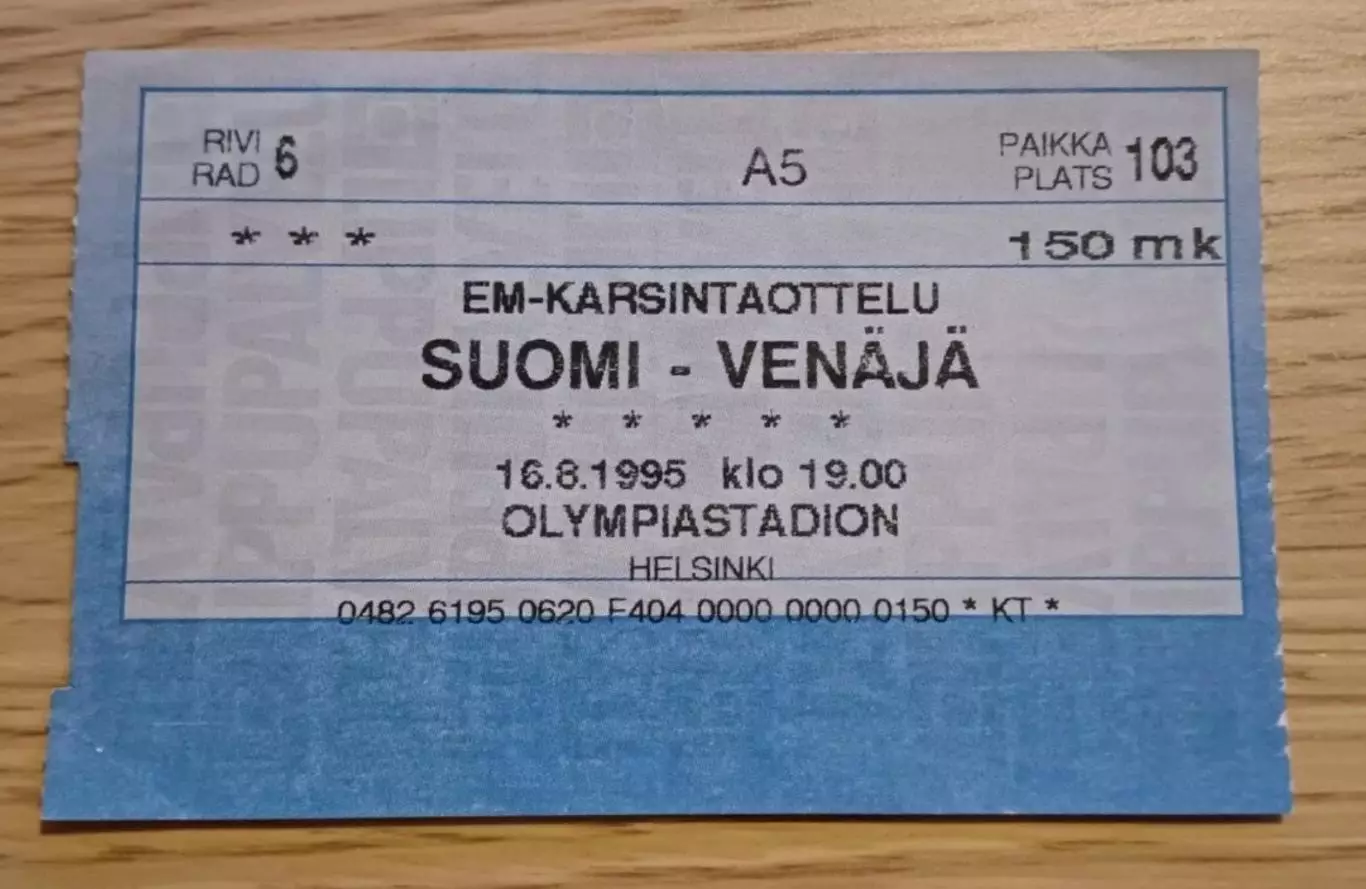 RIVI
RAD 6
A5
PAIKKA
PLATS 103
* * *
150 mk
EM-KARSINTAOTTELU
SUOMI - VENÄJÄ
* * * * *
16.8.1995 klo 19.00
OLYMPIASTADION
HELSINKI
0482 6195 0620 F404 0000 0000 0150 * KT *